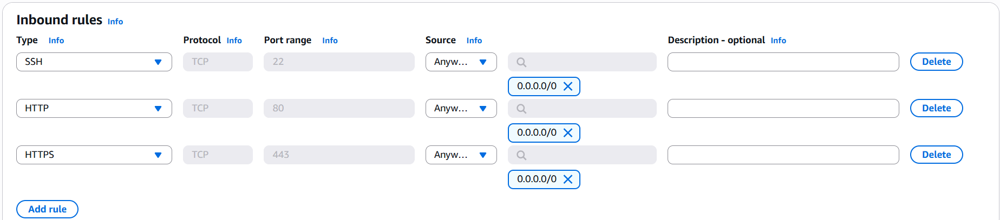 Inbound rules Info
Type Info Protocol Info Port range Info Source Info Description - optional Info
SSH TCP 22 Anyw... Delete
0.0.0.0/0
HTTP TCP 80 Anyw... Delete
0.0.0.0/0
HTTPS TCP 443 Anyw... Delete
0.0.0.0/0
Add rule